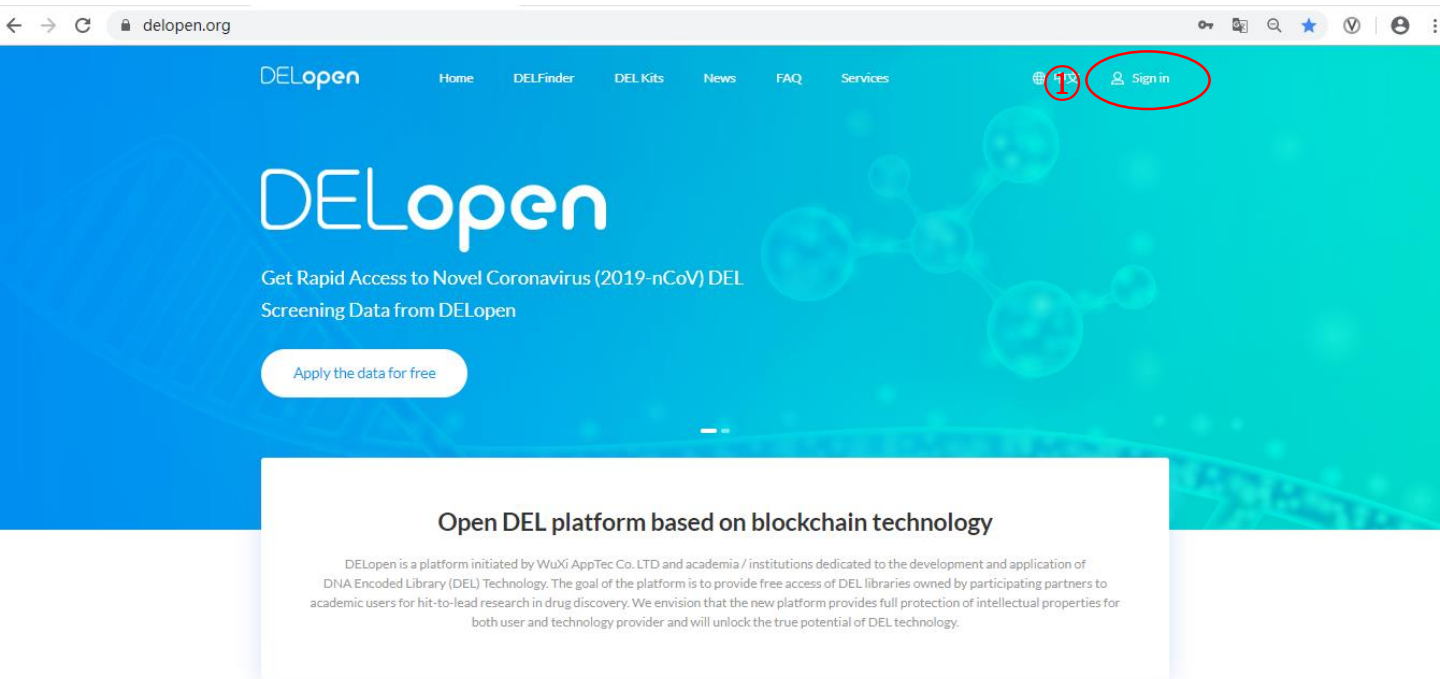 delopen.org
DELopen
Home
DELFinder
DEL Kits
News
FAQ
Services
①
Sign in
DELopen
Get Rapid Access to Novel Coronavirus (2019-nCoV) DEL
Screening Data from DELopen
Apply the data for free
Open DEL platform based on blockchain technology
DELopen is a platform initiated by WuXi AppTec Co. LTD and academia / institutions dedicated to the development and application of
DNA Encoded Library (DEL) Technology. The goal of the platform is to provide free access of DEL libraries owned by participating partners to
academic users for hit-to-lead research in drug discovery. We envision that the new platform provides full protection of intellectual properties for
both user and technology provider and will unlock the true potential of DEL technology.